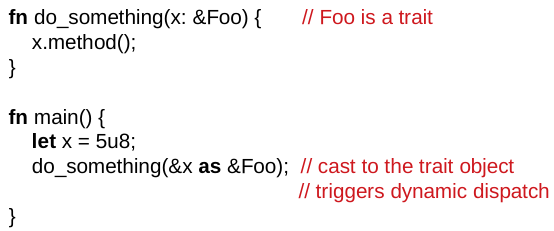 fn do_something(x: &Foo) { // Foo is a trait
x.method();
}
fn main() {
let x = 5u8;
do_something(&x as &Foo); // cast to the trait object
// triggers dynamic dispatch
}